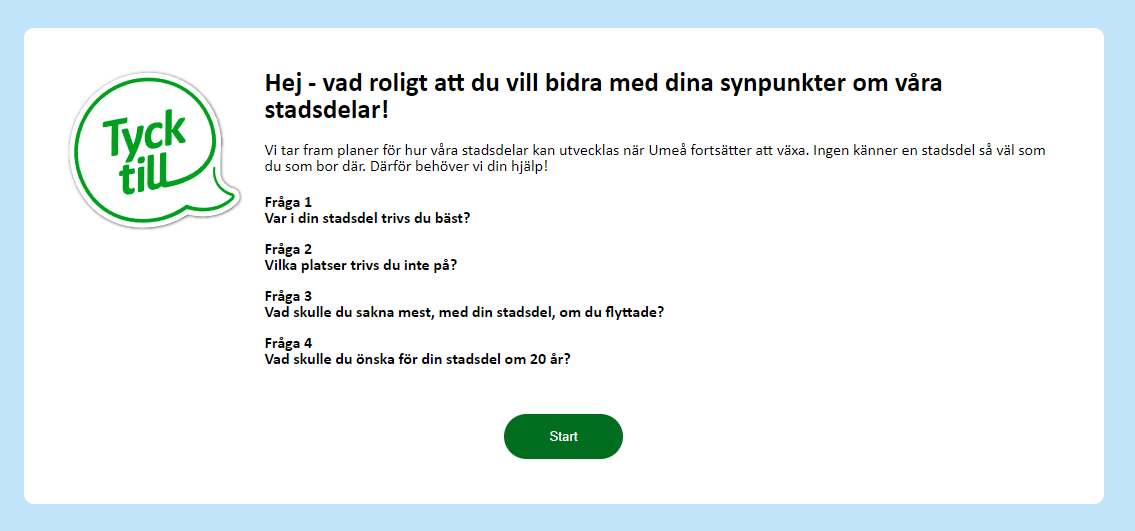 Tyck
till
Hej - vad roligt att du vill bidra med dina synpunkter om våra
stadsdelar!
Vi tar fram planer för hur våra stadsdelar kan utvecklas när Umeå fortsätter att växa. Ingen känner en stadsdel så väl som
du som bor där. Därför behöver vi din hjälp!
Fråga 1
Var i din stadsdel trivs du bäst?
Fråga 2
Vilka platser trivs du inte på?
Fråga 3
Vad skulle du sakna mest, med din stadsdel, om du flyttade?
Fråga 4
Vad skulle du önska för din stadsdel om 20 år?
Start